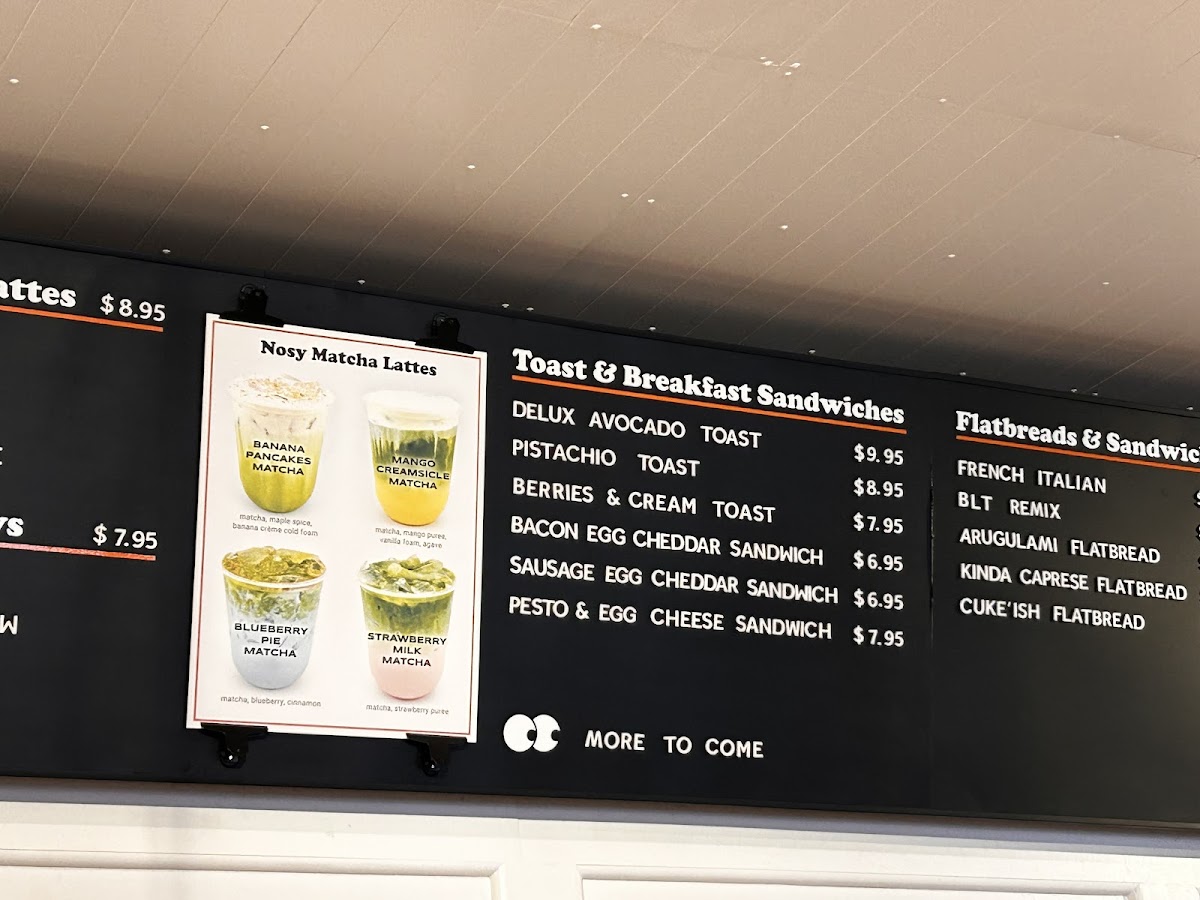 attes $8.95
$7.95
Nosy Matcha Lattes
BANANA
PANCAKES
MATCHA
matcha, maple spice,
banana crème cold foam
MANGO
CREAMSICLE
MATCHA
matcha, mango puree,
vanilla foam, agave
BLUEBERRY
PIE
MATCHA
matcha, blueberry, cinnamon
STRAWBERRY
MILK
MATCHA
matcha, strawberry puree
Toast & Breakfast Sandwiches
DELUX AVOCADO TOAST $9.95
PISTACHIO TOAST $8.95
BERRIES & CREAM TOAST $7.95
BACON EGG CHEDDAR SANDWICH $6.95
SAUSAGE EGG CHEDDAR SANDWICH $6.95
PESTO & EGG CHEESE SANDWICH $7.95
MORE TO COME
Flatbreads & Sandwic
FRENCH ITALIAN
BLT REMIX
ARUGULAMI FLATBREAD
KINDA CAPRESE FLATBREAD
CUKE'ISH FLATBREAD